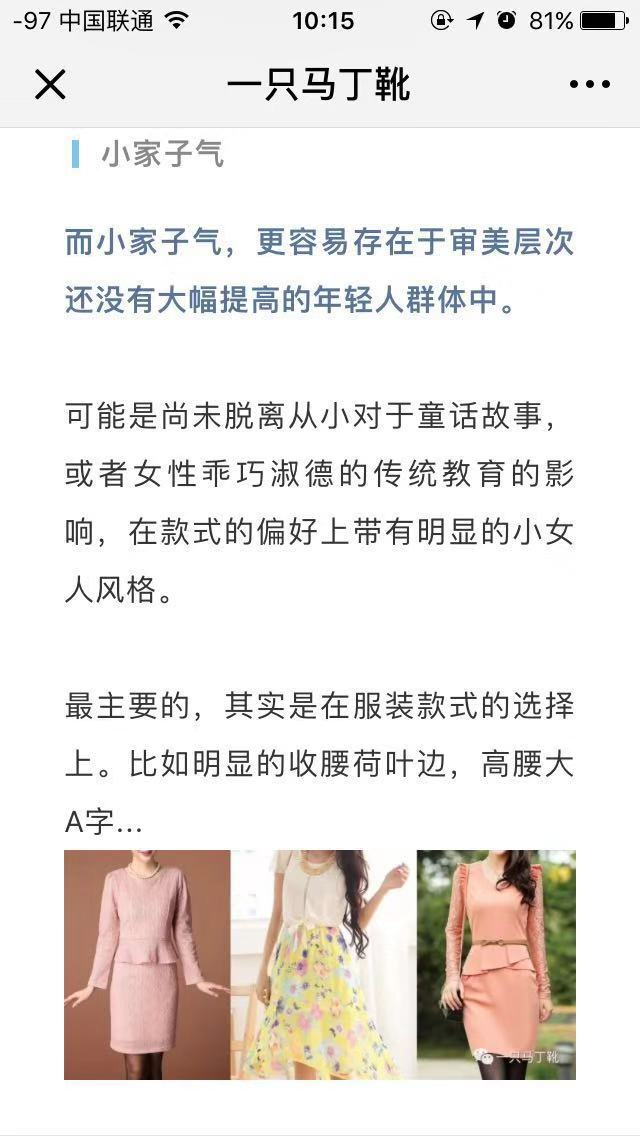 -97 中国联通 10:15 81%
一只马丁靴
小家子气
而小家子气，更容易存在于审美层次
还没有大幅提高的年轻人群体中。
可能是尚未脱离从小对于童话故事，
或者女性乖巧淑德的传统教育的影
响，在款式的偏好上带有明显的小女
人风格。
最主要的，其实是在服装款式的选择
上。比如明显的收腰荷叶边，高腰大
A字...
一只马丁靴